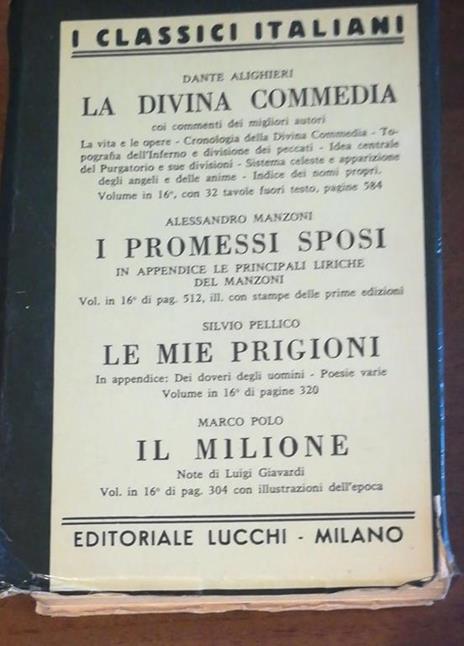 I CLASSICI ITALIANI
DANTE ALIGHIERI
LA DIVINA COMMEDIA
coi commenti dei migliori autori
La vita e le opere - Cronologia della Divina Commedia - To-
pografia dell'Inferno e divisione dei peccati - Idea centrale
del Purgatorio e sue divisioni - Sistema celeste e apparizione
degli angeli e delle anime - Indice dei nomi propri.
Volume in 16°, con 32 tavole fuori testo, pagine 584
ALESSANDRO MANZONI
I PROMESSI SPOSI
IN APPENDICE LE PRINCIPALI LIRICHE
DEL MANZONI
Vol. in 16° di pag. 512, ill. con stampe delle prime edizioni
SILVIO PELLICO
LE MIE PRIGIONI
In appendice: Dei doveri degli uomini - Poesie varie
Volume in 16° di pagine 320
MARCO POLO
IL M1LIONE
Note di Luigi Giavardi
Vol. in 16° di pag. 304 con illustrazioni dell'epoca
EDITORIALE LUCCHI - MILANO